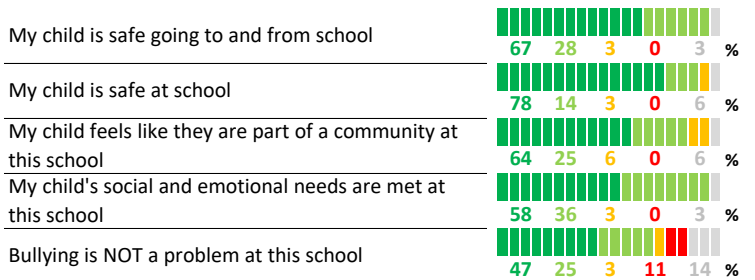 My child is safe going to and from school
67 28 3 0 3 %
My child is safe at school
78 14 3 0 6 %
My child feels like they are part of a community at
this school
64 25 6 0 6 %
My child's social and emotional needs are met at
this school
58 36 3 0 3 %
Bullying is NOT a problem at this school
47 25 3 11 14 %